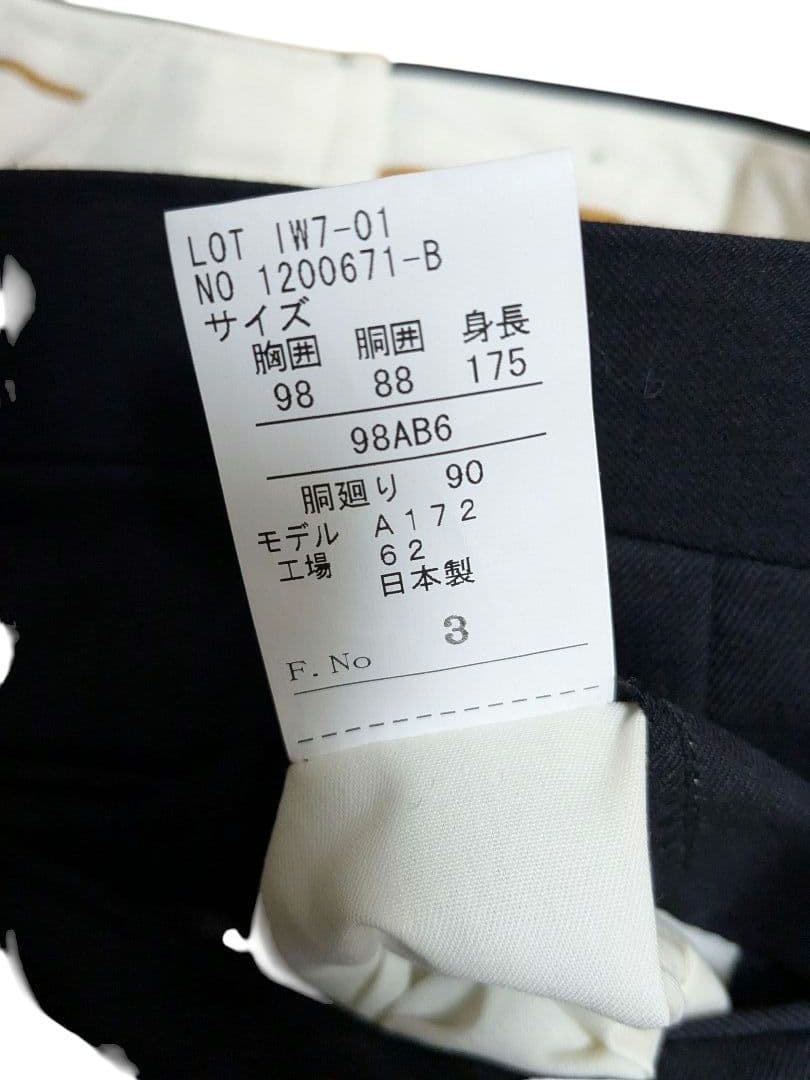 LOT IW7-01
NO 1200671-B
サイズ
胸囲 胴囲 身長
98 88 175
98AB6
胴廻り 90
モデル A172
工場 62
日本製
3
F. No